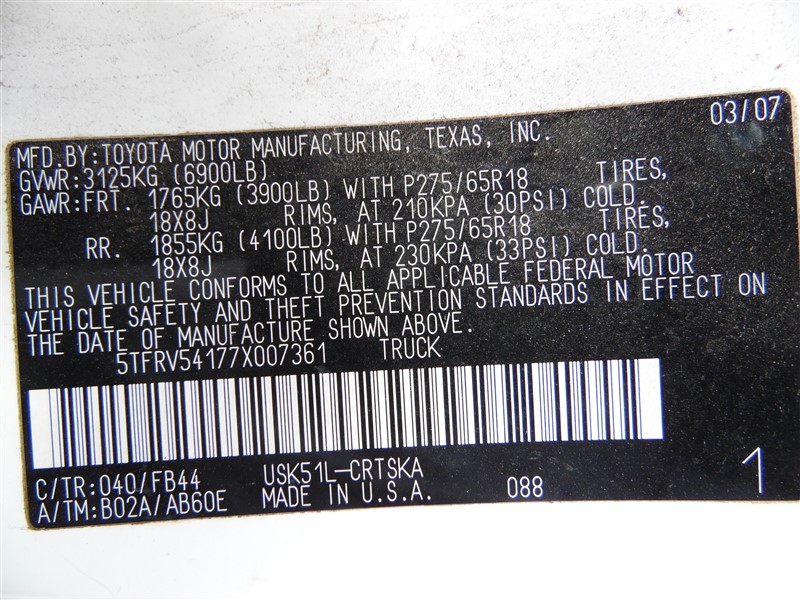 03/07
MFD.BY:TOYOTA MOTOR MANUFACTURING, TEXAS, INC.
GVWR:3125KG (6900LB)
GAWR:FRT. 1765KG (3900LB) WITH P275/65R18 TIRES,
18X8J RIMS, AT 210KPA (30PSI) COLD.
RR. 1855KG (4100LB) WITH P275/65R18 TIRES,
18X8J RIMS, AT 230KPA (33PSI) COLD.
THIS VEHICLE CONFORMS TO ALL APPLICABLE FEDERAL MOTOR
VEHICLE SAFETY AND THEFT PREVENTION STANDARDS IN EFFECT ON
THE DATE OF MANUFACTURE SHOWN ABOVE.
5TFRV54177X007361 TRUCK
C/TR:040/FB44 USK51L-CRTSKA
A/TM:B02A/AB60E MADE IN U.S.A. 088 1